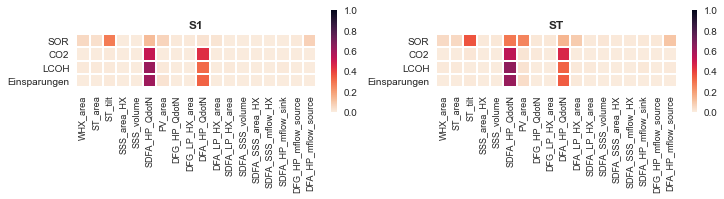 S1
SOR
CO2
LCOH
Einsparungen
WHX_area
ST_area
ST_tilt
SSS_area_HX
SSS_volume
SDFA_HP_QdotN
PV_area
DFG_HP_QdotN
DFG_LP_HX_area
DFA_HP_QdotN
DFA_LP_HX_area
SDFA_LP_HX_area
SDFA_SSS_volume
SDFA_SSS_area_HX
SDFA_SSS_mflow_HX
SDFA_HP_mflow_sink
DFG_HP_mflow_source
DFA_HP_mflow_source
1.0
0.8
0.6
0.4
0.2
0.0
ST
SOR
CO2
LCOH
Einsparungen
WHX_area
ST_area
ST_tilt
SSS_area_HX
SSS_volume
SDFA_HP_QdotN
PV_area
DFG_HP_QdotN
DFG_LP_HX_area
DFA_HP_QdotN
DFA_LP_HX_area
SDFA_LP_HX_area
SDFA_SSS_volume
SDFA_SSS_area_HX
SDFA_SSS_mflow_HX
SDFA_HP_mflow_sink
DFG_HP_mflow_source
DFA_HP_mflow_source
1.0
0.8
0.6
0.4
0.2
0.0